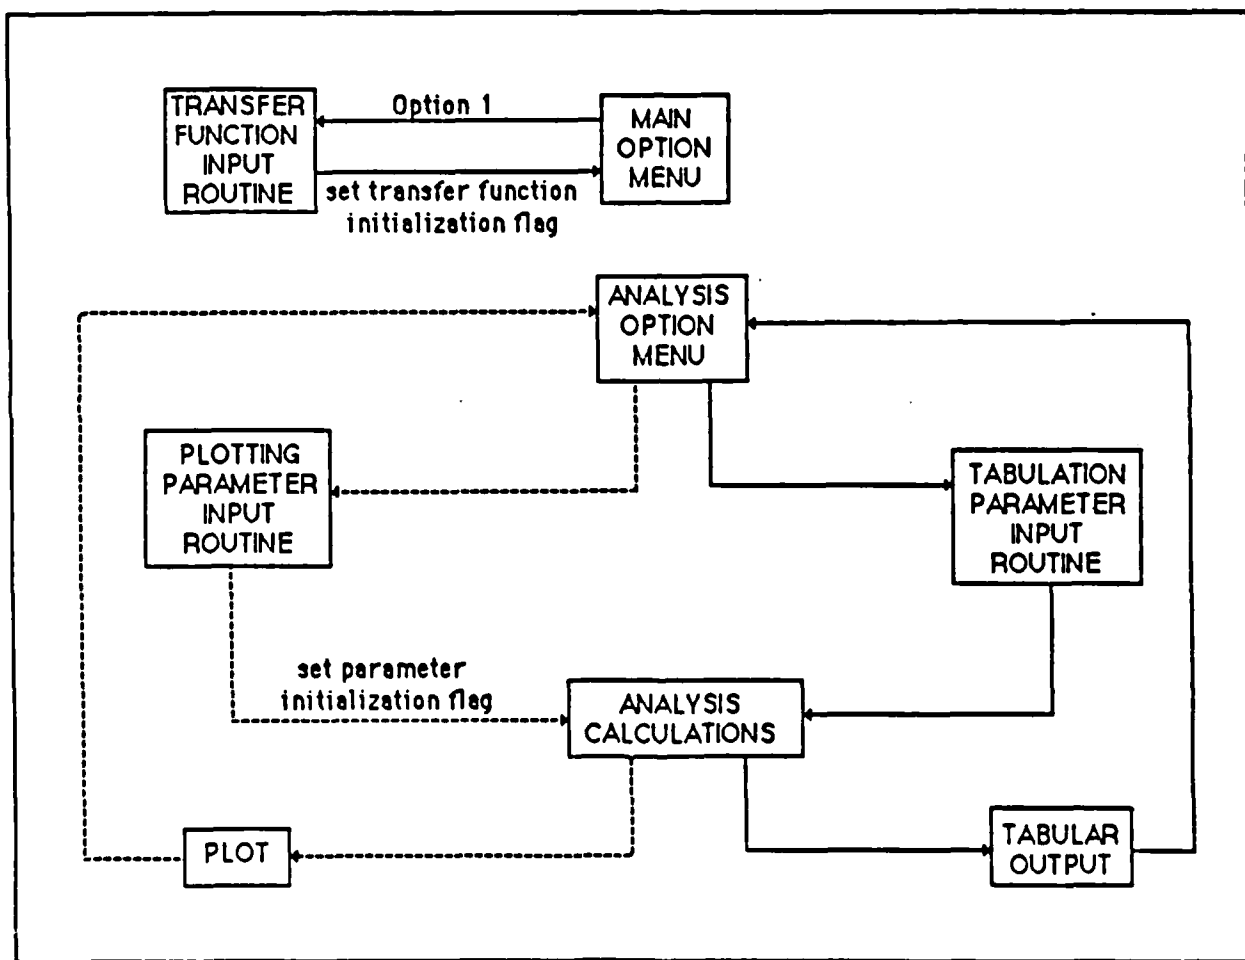 TRANSFER
FUNCTION
INPUT
ROUTINE
Option 1
MAIN
OPTION
MENU
set transfer function
initialization flag
ANALYSIS
OPTION
MENU
PLOTTING
PARAMETER
INPUT
ROUTINE
TABULATION
PARAMETER
INPUT
ROUTINE
set parameter
initialization flag
ANALYSIS
CALCULATIONS
PLOT
TABULAR
OUTPUT